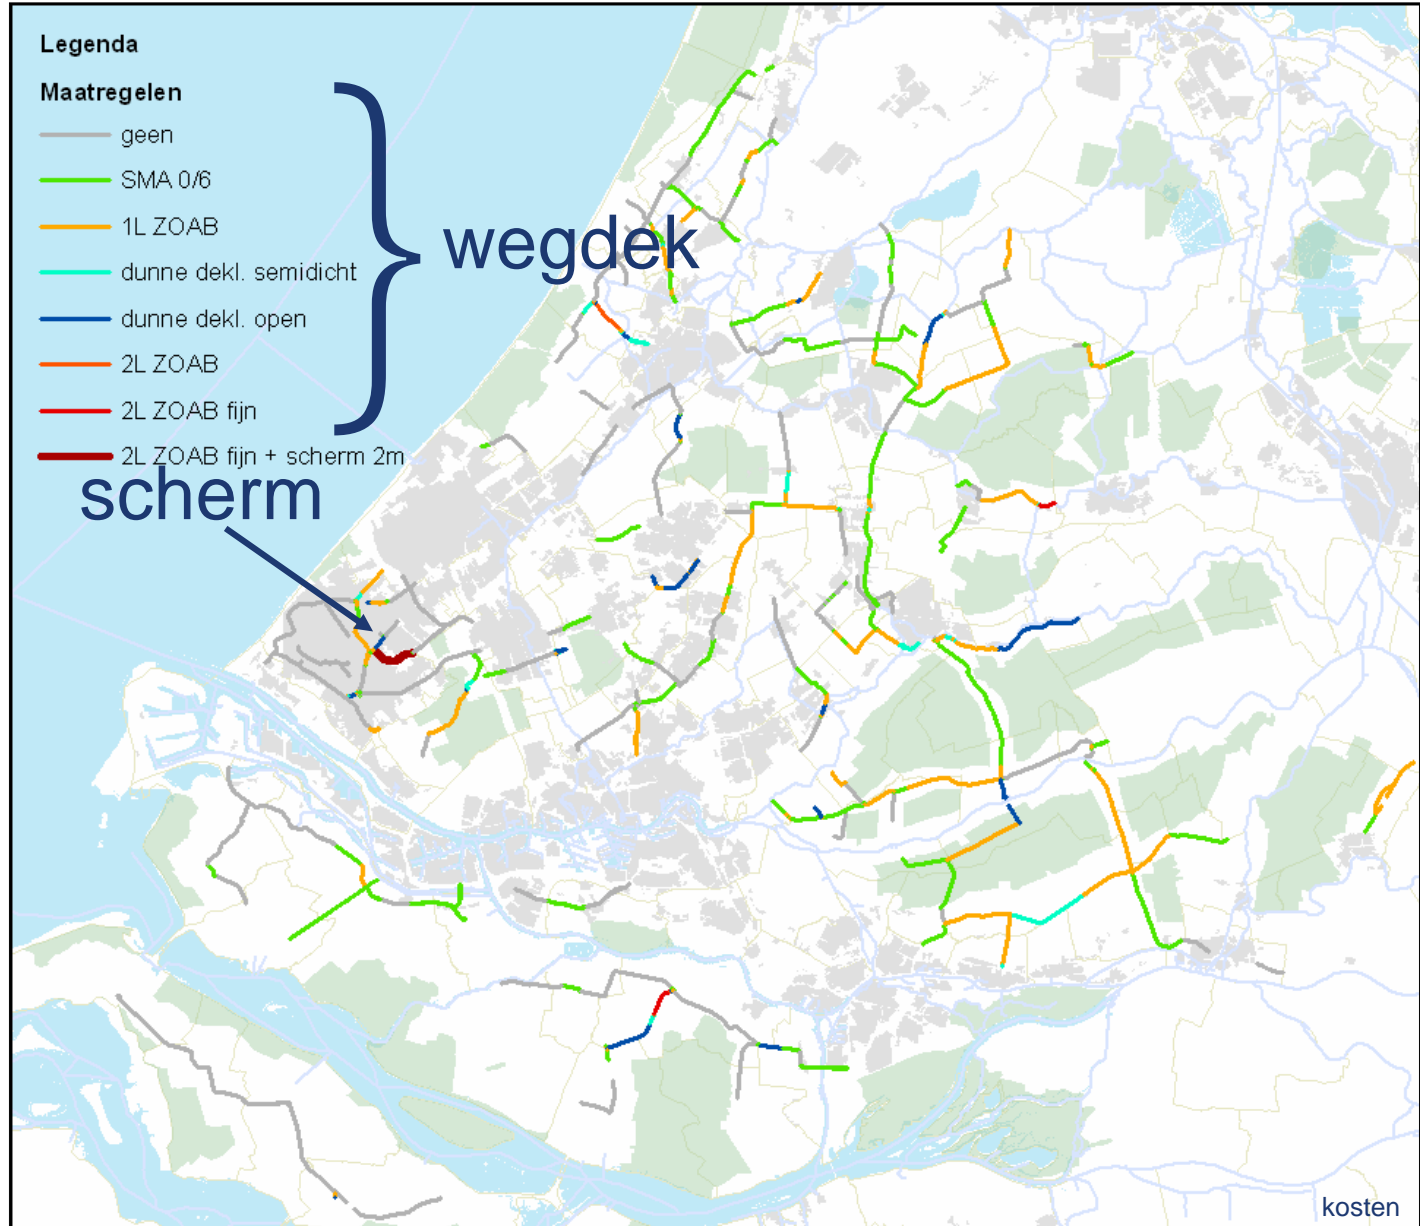 Legenda
Maatregelen
geen
SMA 0/6
1L ZOAB
dunne dekl. semidicht
dunne dekl. open
2L ZOAB
2L ZOAB fijn
2L ZOAB fijn + scherm 2m
wegdek
scherm
kosten